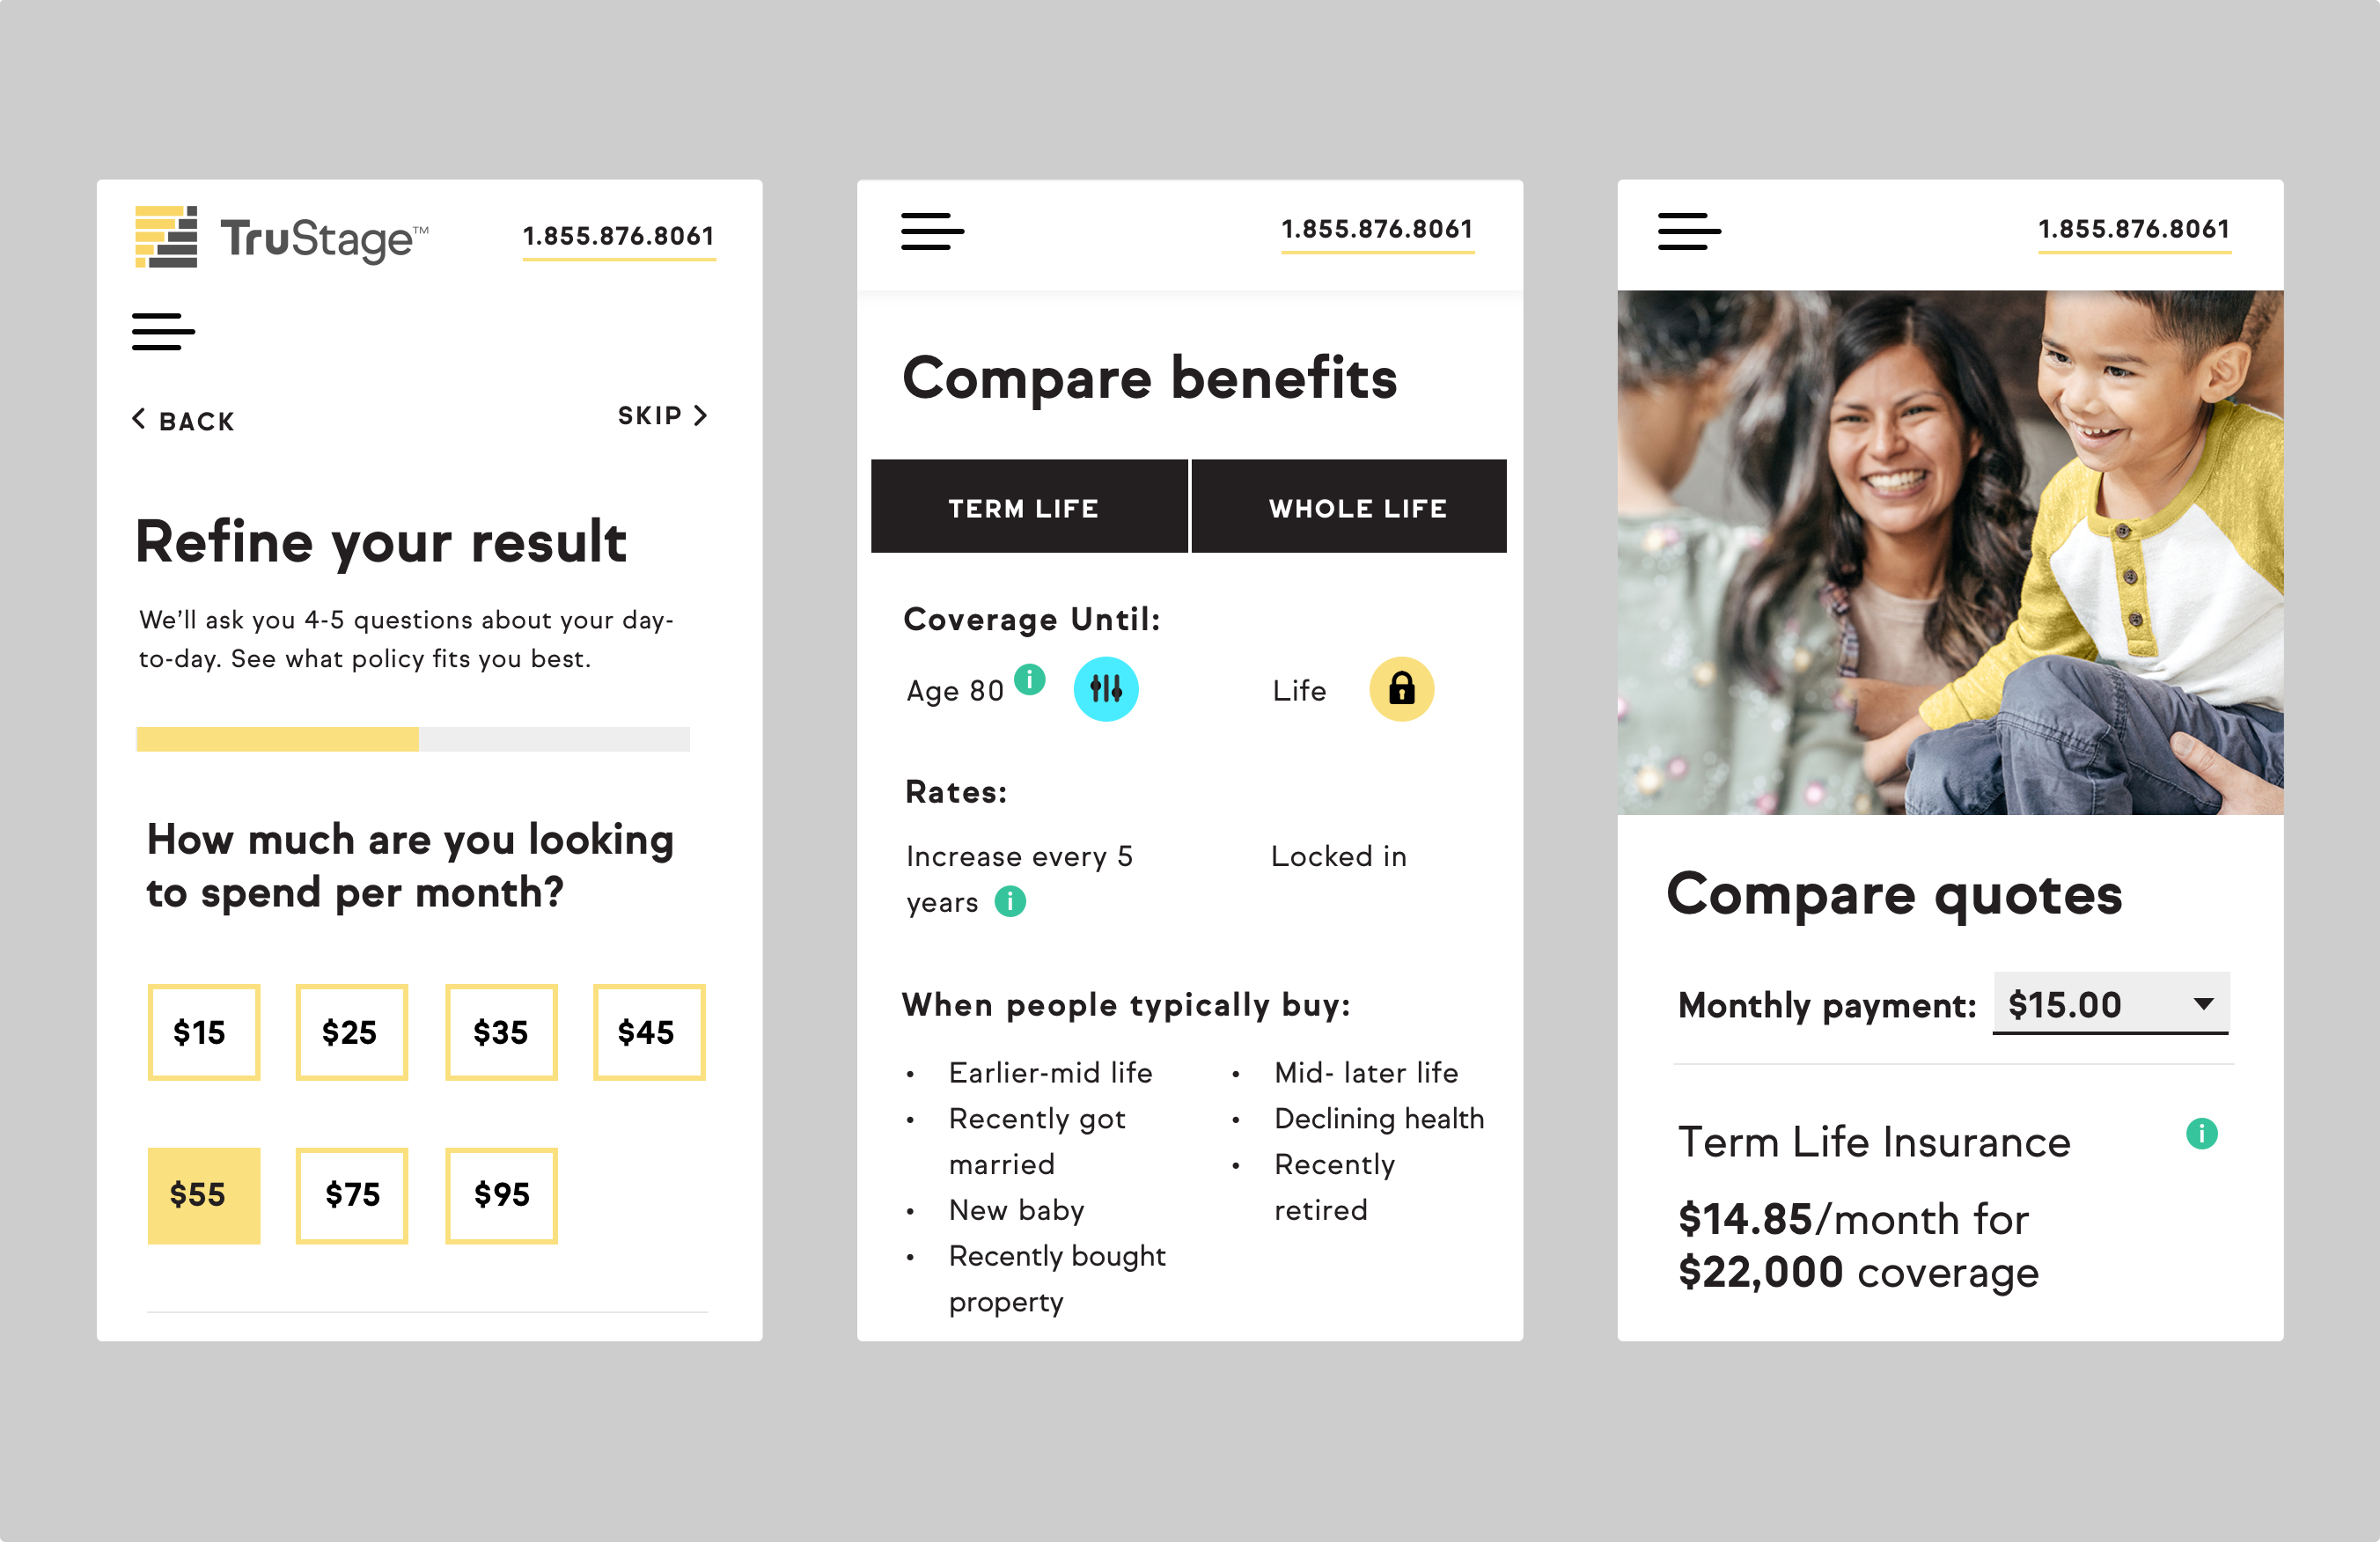 TruStage™
1.855.876.8061
BACK
SKIP
Refine your result
We'll ask you 4-5 questions about your day-
to-day. See what policy fits you best.
How much are you looking
to spend per month?
$15
$25
$35
$45
$55
$75
$95
1.855.876.8061
Compare benefits
TERM LIFE
WHOLE LIFE
Coverage Until:
Age 80 i
Life
Rates:
Increase every 5
years i
Locked in
When people typically buy:
• Earlier-mid life
• Recently got
married
• New baby
• Recently bought
property
• Mid- later life
• Declining health
• Recently
retired
1.855.876.8061
Compare quotes
Monthly payment: $15.00
Term Life Insurance i
$14.85/month for
$22,000 coverage